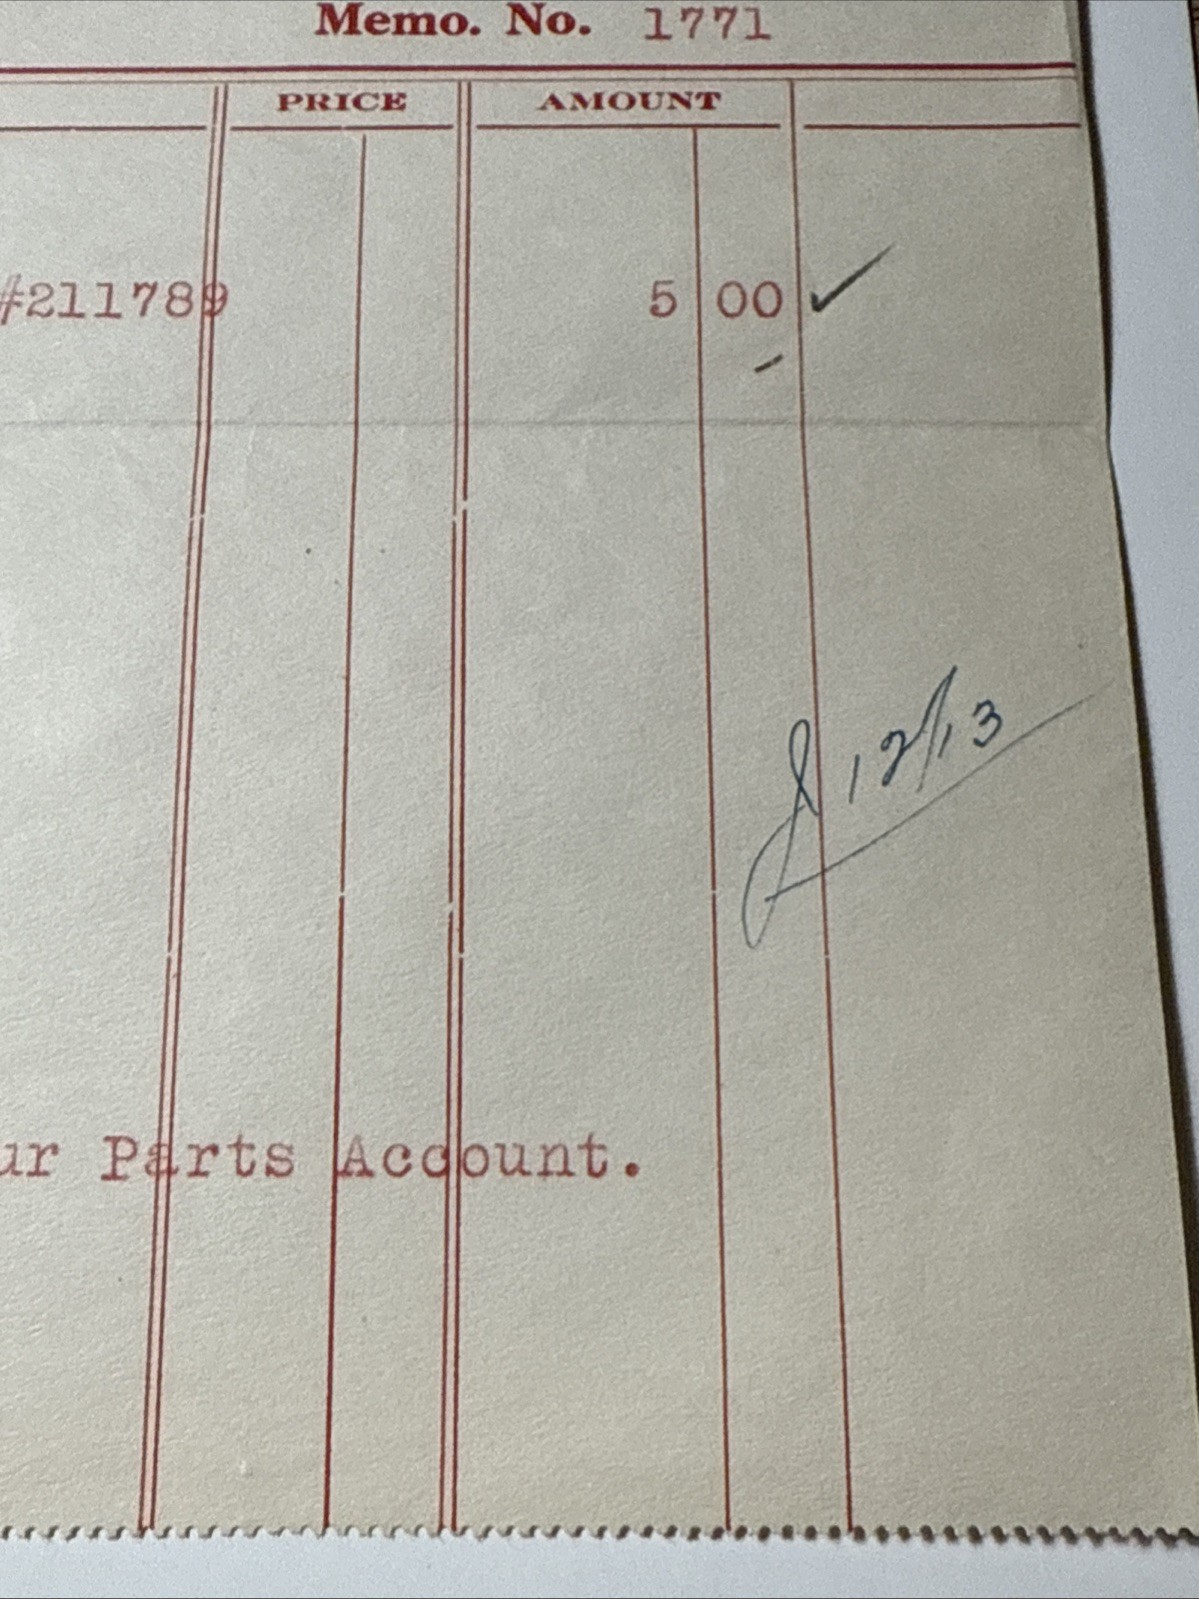 Memo. No. 1771
PRICE AMOUNT
#211789 5 00 ✓
12/13
ur Parts Account.